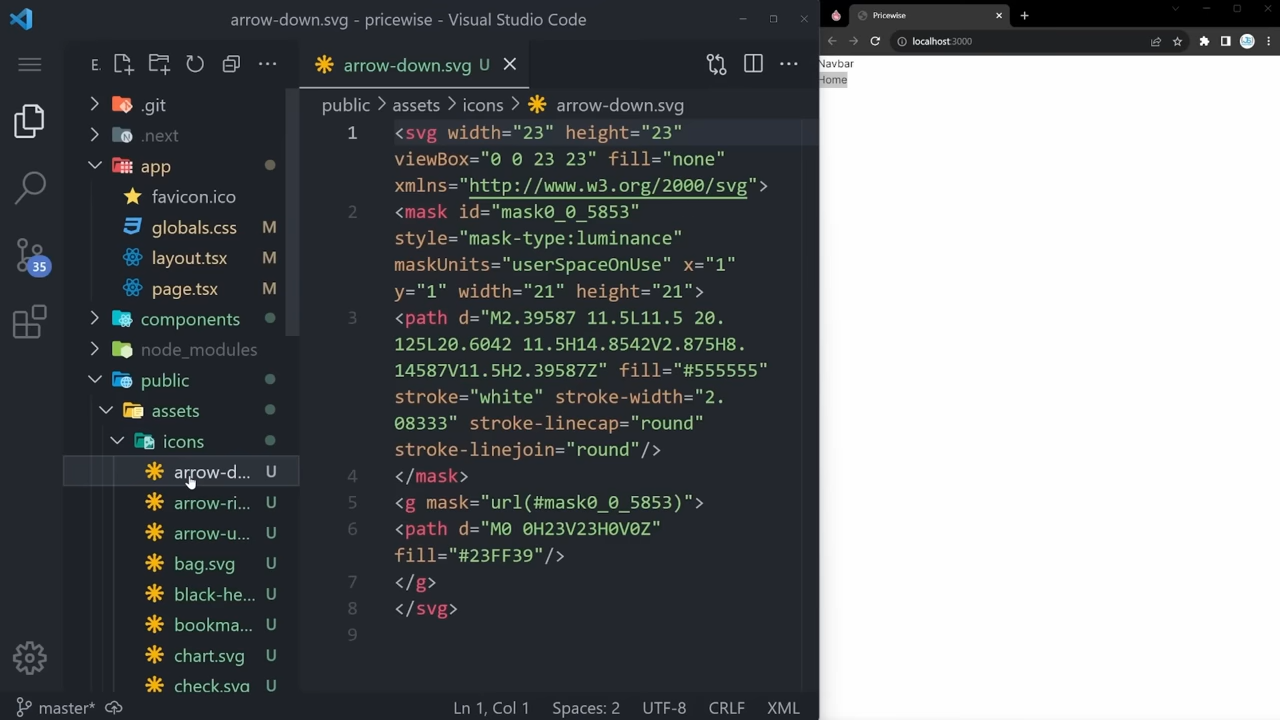 arrow-down.svg - pricewise - Visual Studio Code
E.
.git
.next
app
favicon.ico
globals.css M
layout.tsx M
page.tsx M
components
node_modules
public
assets
icons
arrow-d... U
arrow-ri... U
arrow-u... U
bag.svg U
black-he... U
bookma... U
chart.svg U
check.svg U
35
arrow-down.svg U
public > assets > icons > arrow-down.svg
1 <svg width="23" height="23"
viewBox="0 0 23 23" fill="none"
xmlns="http://www.w3.org/2000/svg">
2 <mask id="mask0_0_5853"
style="mask-type:luminance"
maskUnits="userSpaceOnUse" x="1"
y="1" width="21" height="21">
3 <path d="M2.39587 11.5L11.5 20.
125L20.6042 11.5H14.8542V2.875H8.
14587V11.5H2.39587Z" fill="#555555"
stroke="white" stroke-width="2.
08333" stroke-linecap="round"
stroke-linejoin="round"/>
4 </mask>
5 <g mask="url(#mask0_0_5853)">
6 <path d="M0 0H23V23H0V0Z"
fill="#23FF39"/>
7 </g>
8 </svg>
9
master*
Ln 1, Col 1 Spaces: 2 UTF-8 CRLF XML
Pricewise
localhost:3000
Navbar
Home